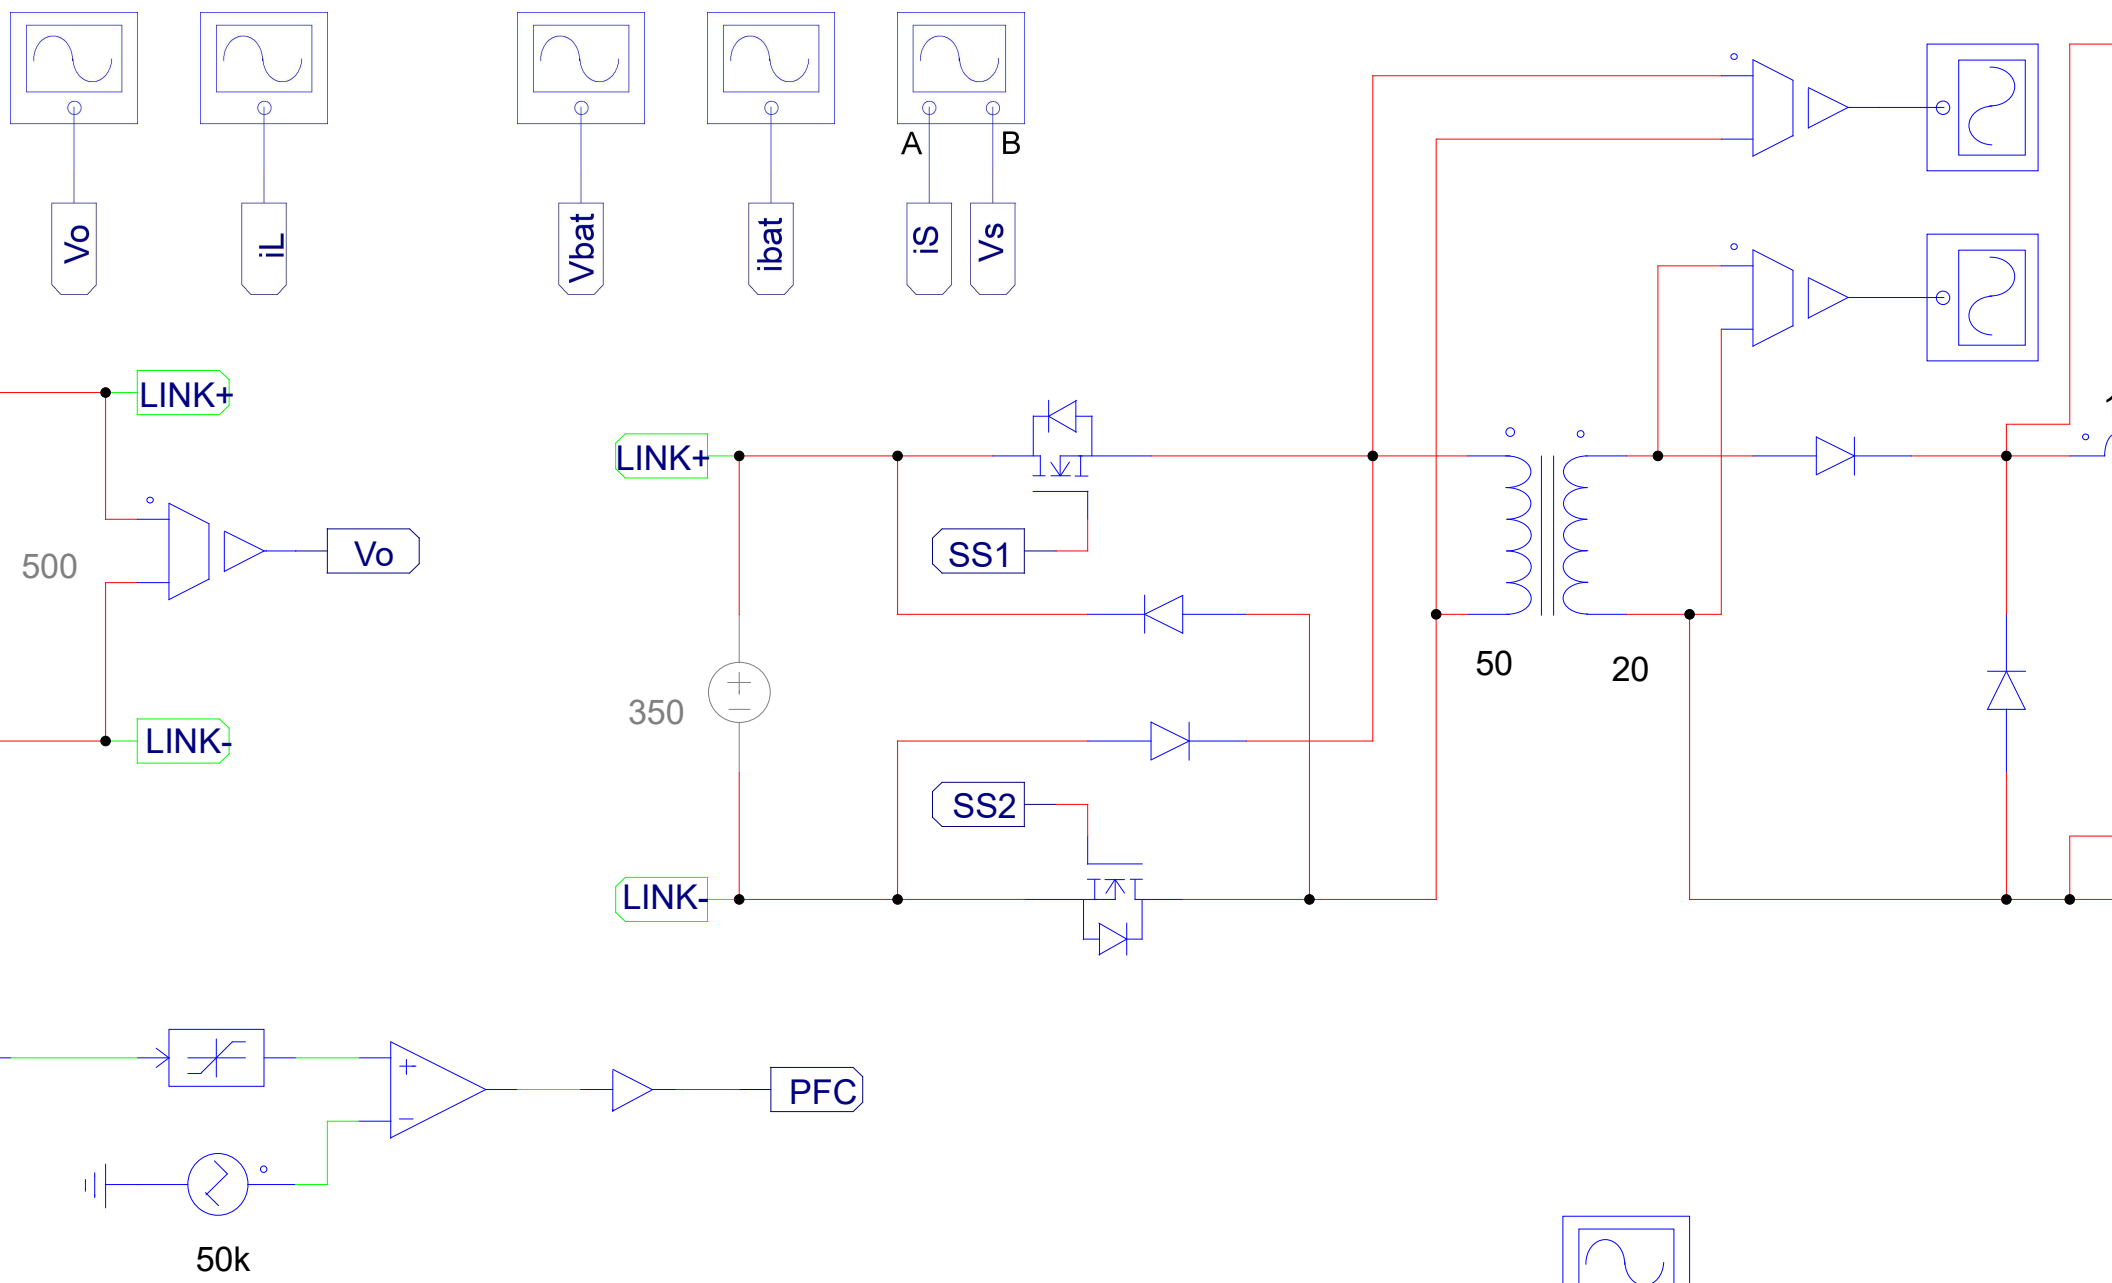 A
B
Vo
iL
Vbat
ibat
iS
Vs
LINK+
LINK+
500
Vo
SS1
50
20
350
LINK-
SS2
LINK-
PFC
50k